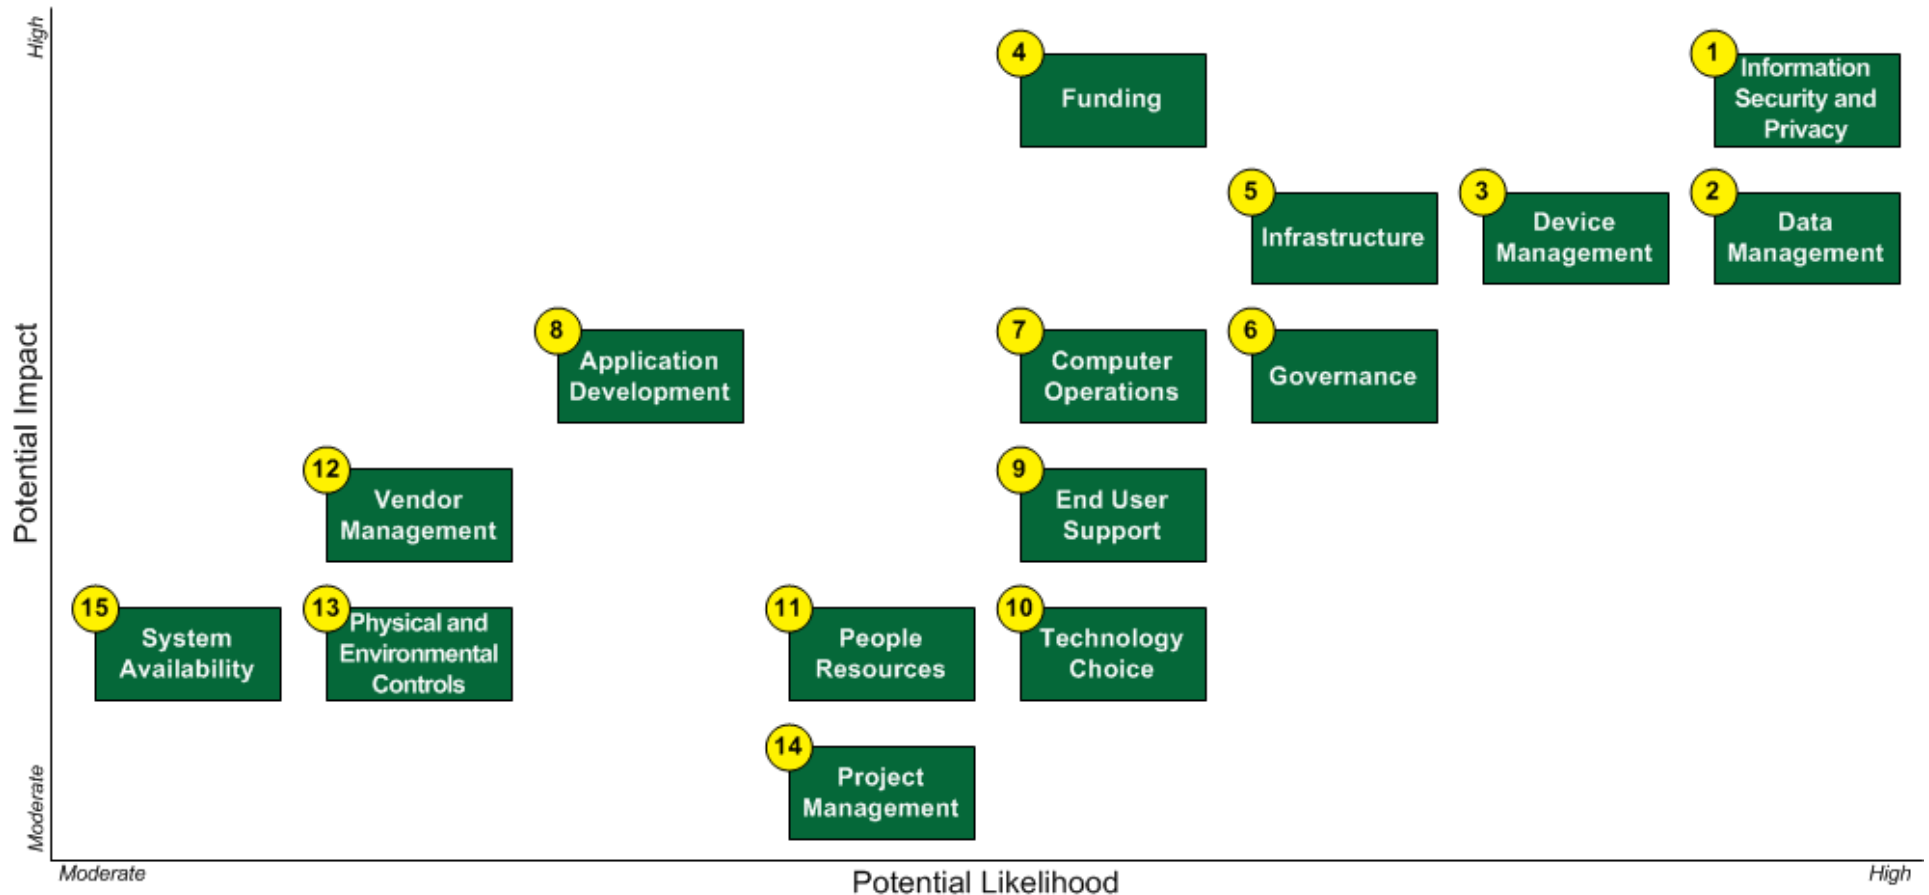 High
4
Funding
1
Information
Security and
Privacy
5
Infrastructure
3
Device
Management
2
Data
Management
8
Application
Development
7
Computer
Operations
6
Governance
Potential Impact
12
Vendor
Management
9
End User
Support
15
System
Availability
13
Physical and
Environmental
Controls
11
People
Resources
10
Technology
Choice
14
Project
Management
Moderate
Moderate
Potential Likelihood
High